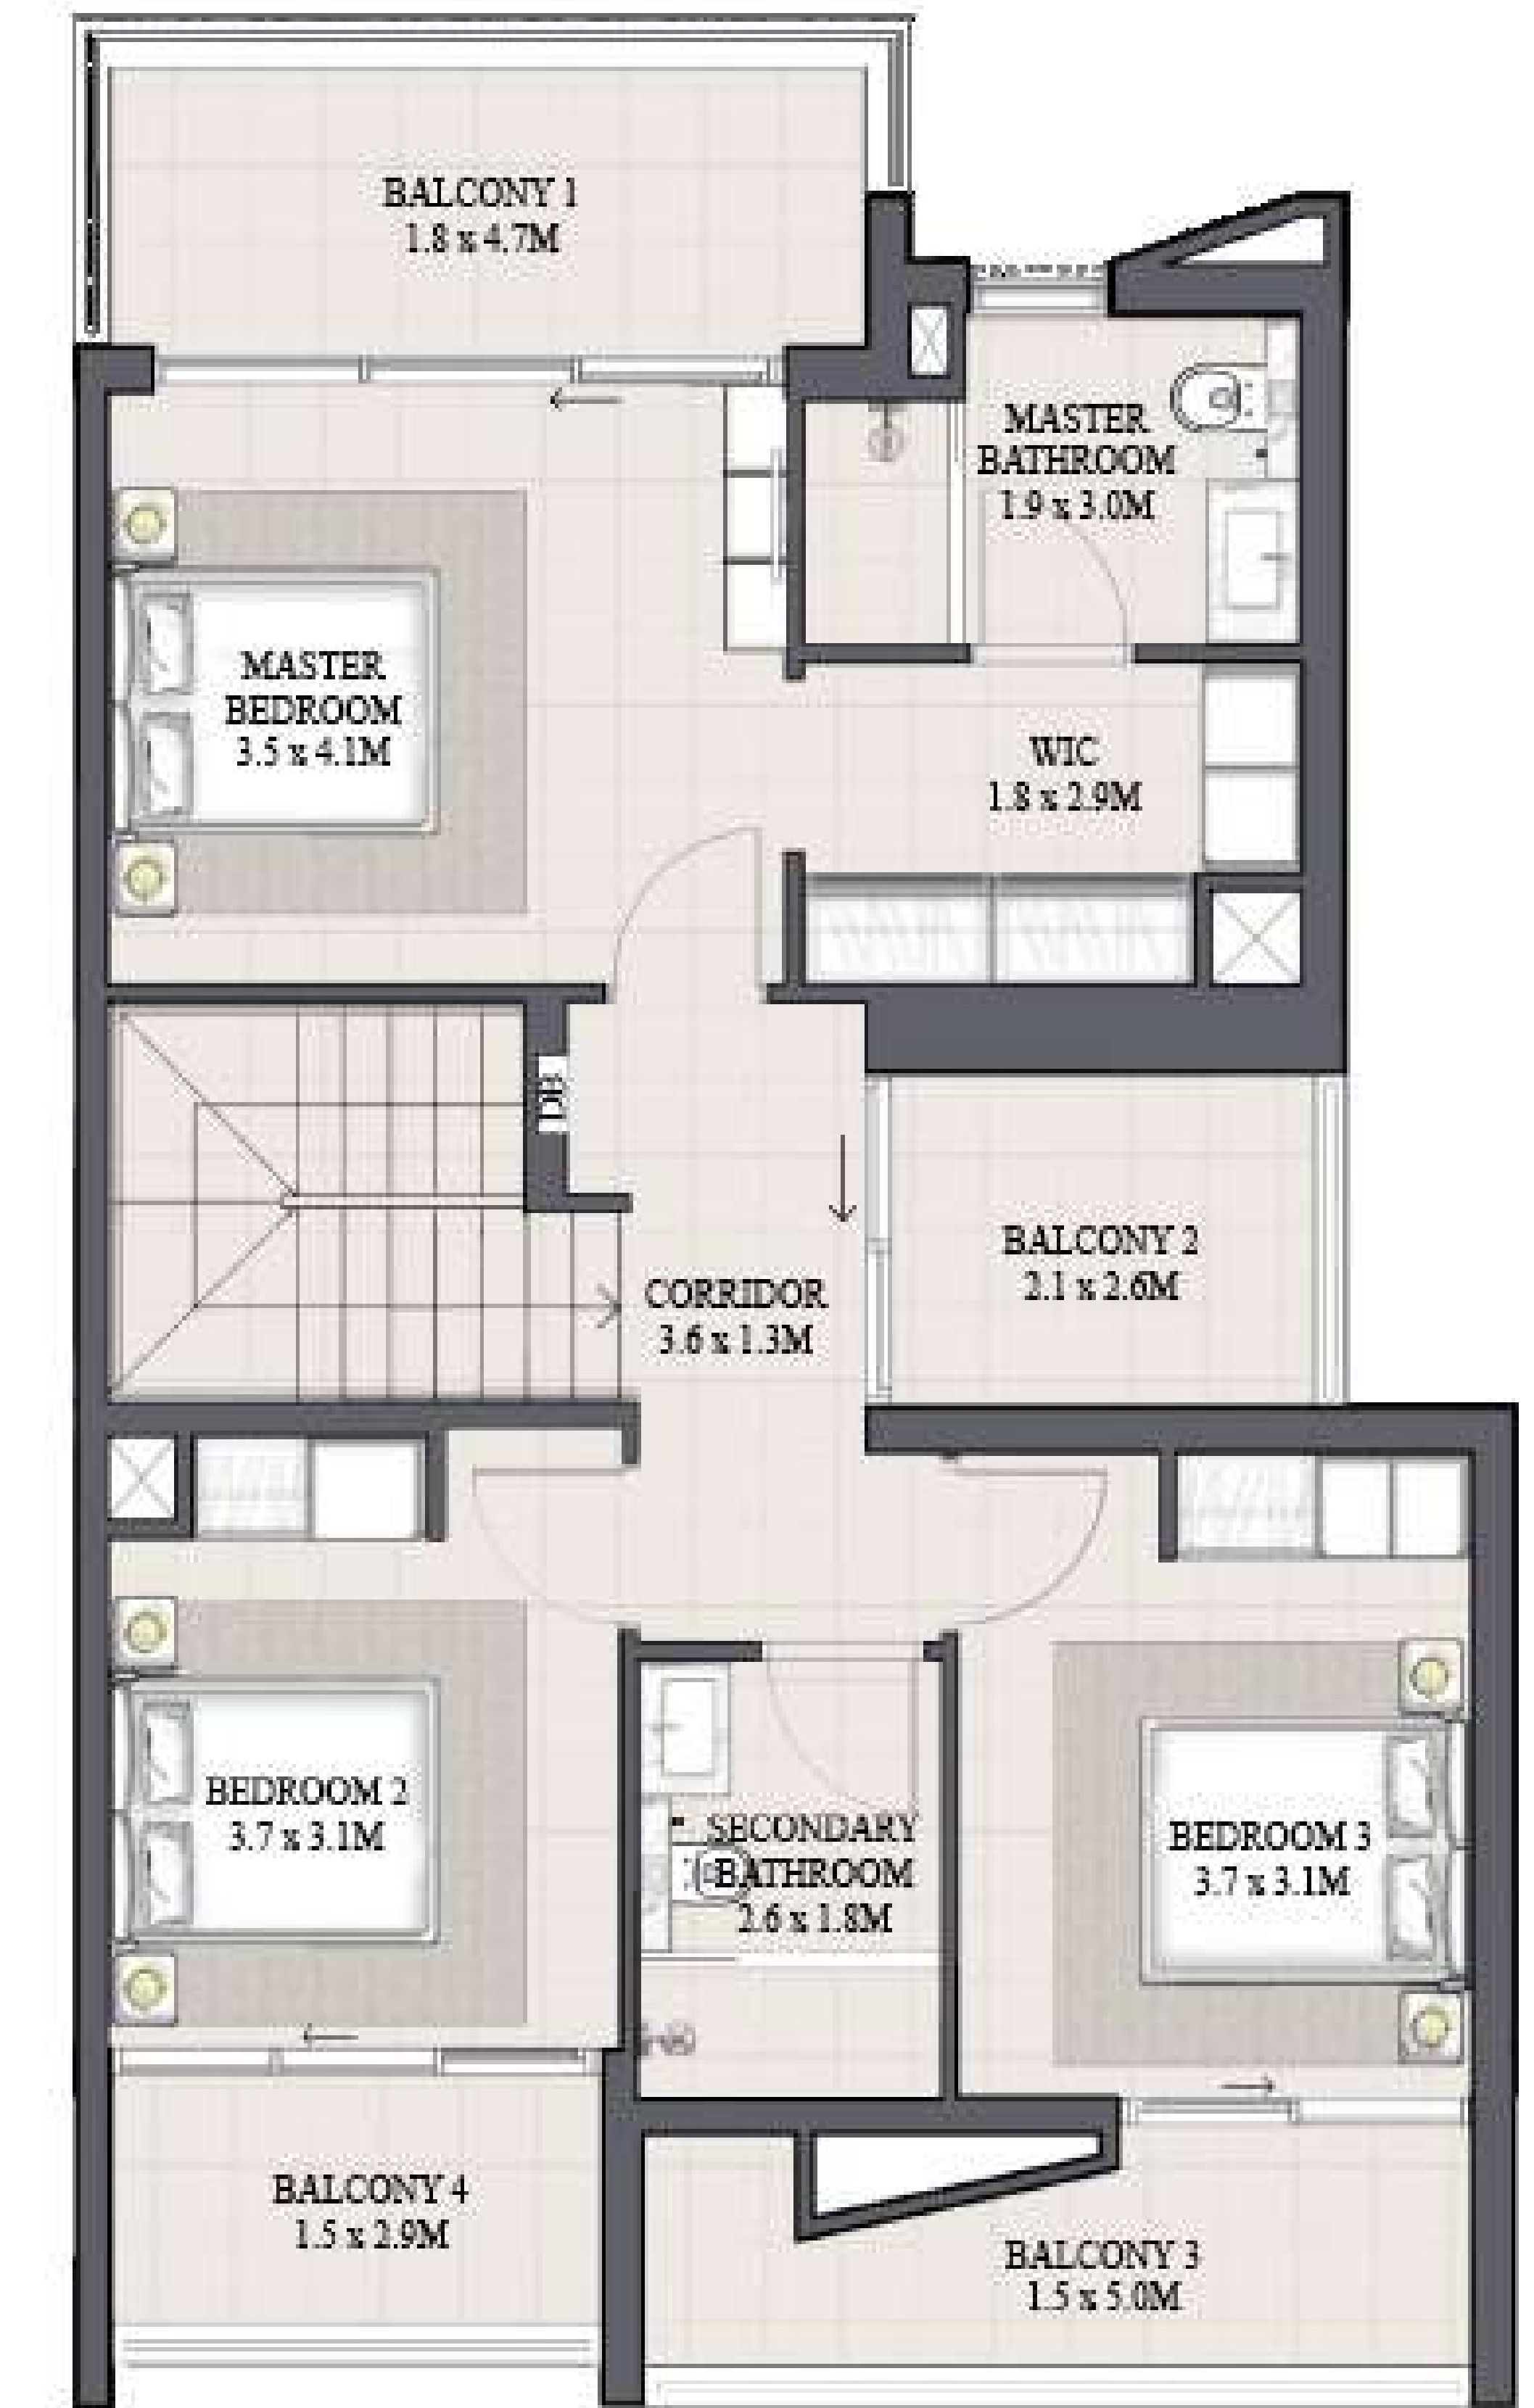 BALCONY 1
1.8 x 4.7M
MASTER
BATHROOM
1.9 x 3.0M
MASTER
BEDROOM
3.5 x 4.1M
WIC
1.8 x 2.9M
DB
BALCONY 2
2.1 x 2.6M
CORRIDOR
3.6 x 1.3M
BEDROOM 2
3.7 x 3.1M
SECONDARY
BATHROOM
2.6 x 1.8M
BEDROOM 3
3.7 x 3.1M
BALCONY 4
1.5 x 2.9M
BALCONY 3
1.5 x 5.0M